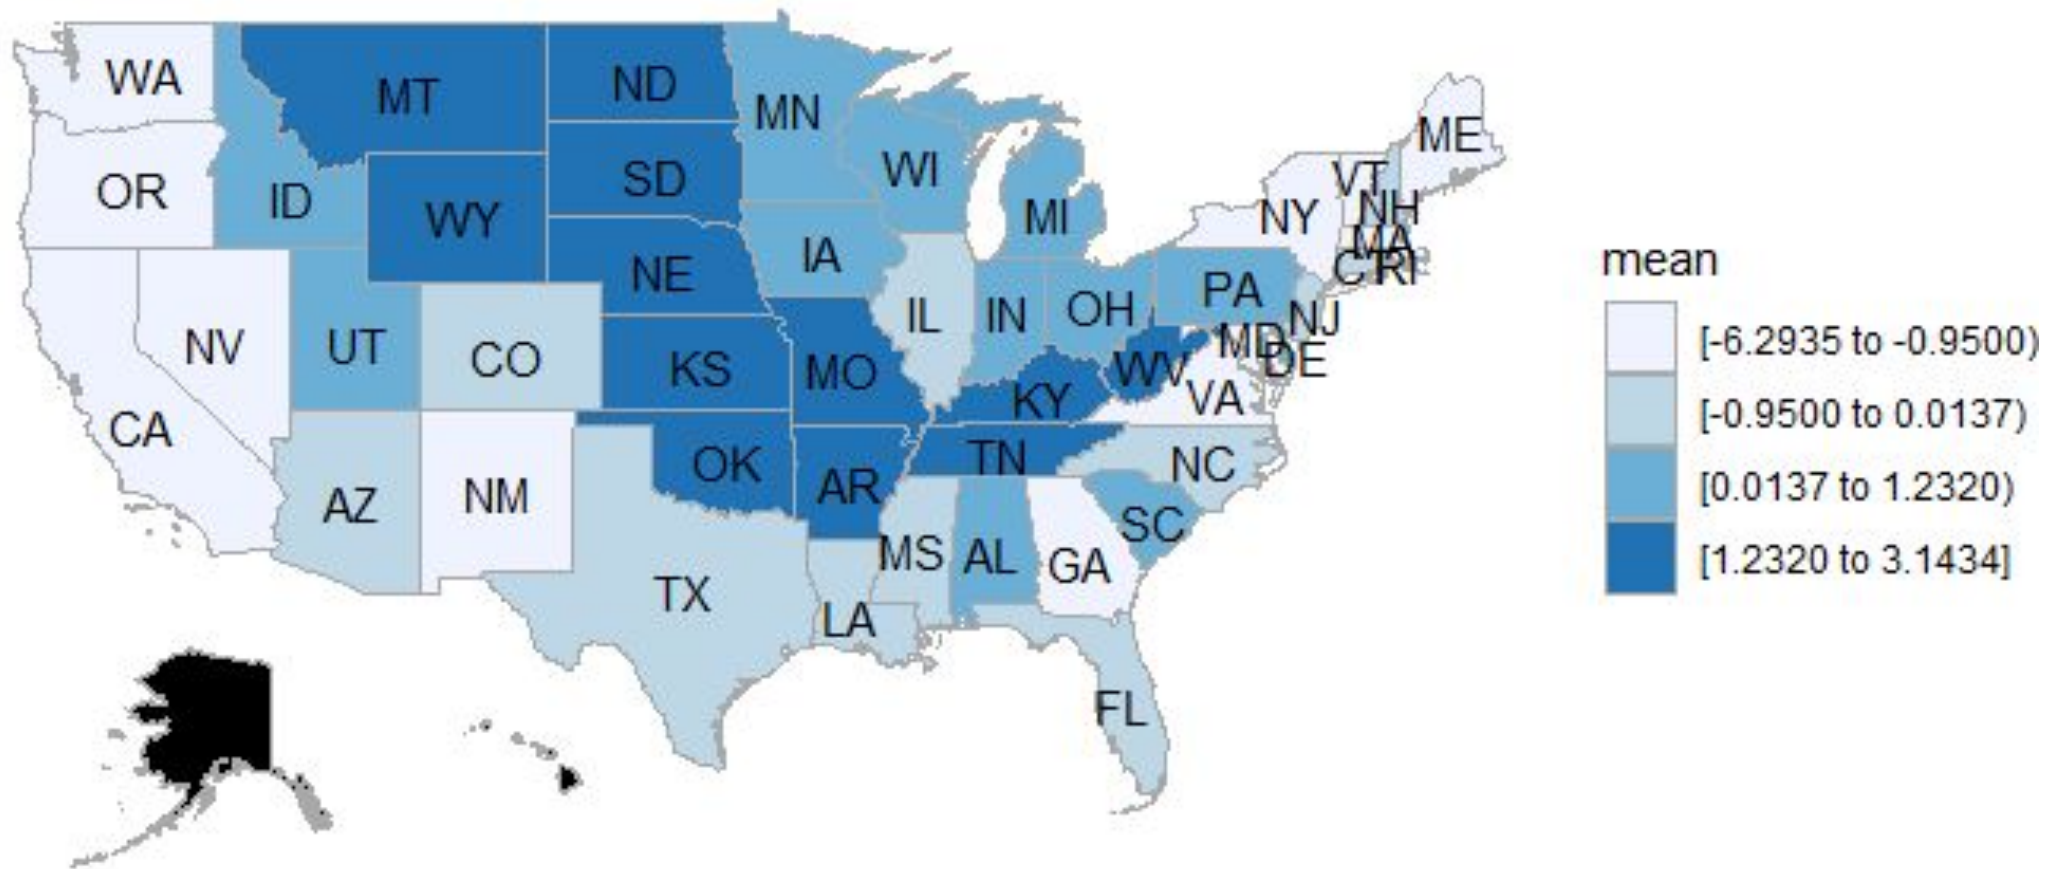 WA
MT
ND
MN
ME
OR
ID
SD
WI
VT
WY
MI
NY
NH
MA
NE
IA
CT
RI
mean
NV
UT
CO
KS
MO
IL
IN
OH
PA
NJ
MD
DE
[-6.2935 to -0.9500)
WV
VA
CA
KY
[-0.9500 to 0.0137)
AZ
NM
OK
AR
TN
NC
[0.0137 to 1.2320)
SC
TX
LA
MS
AL
GA
[1.2320 to 3.1434]
FL